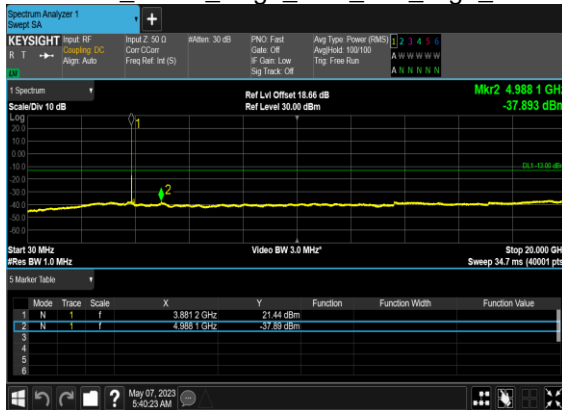 Spectrum Analyzer 1
Swept SA
+
KEYSIGHT Input: RF Input Z: 50 Ω #Atten: 30 dB PNO: Fast Avg Type: Power (RMS) 1 2 3 4 5 6
R T Coupling: DC Corr CCorr Gate: Off Avg|Hold: 100/100 A W W W W W
Align: Auto Freq Ref: Int (S) IF Gain: Low Trig: Free Run
Sig Track: Off A N N N N N
1 Spectrum Ref Lvl Offset 18.66 dB Mkr2 4.988 1 GHz
Scale/Div 10 dB Ref Level 30.00 dBm -37.893 dBm
Log
20.0
10.0
0.00
-10.0
-20.0
-30.0
-40.0
-50.0
-60.0
1
2
DL1 -13.00 dBm
Start 30 MHz Video BW 3.0 MHz* Stop 20.000 GHz
#Res BW 1.0 MHz Sweep 34.7 ms (40001 pts)
5 Marker Table
Mode Trace Scale X Y Function Function Width Function Value
1 N 1 f 3.881 2 GHz 21.44 dBm
2 N 1 f 4.988 1 GHz -37.89 dBm
3
4
5
6
? May 07, 2023
5:40:23 AM